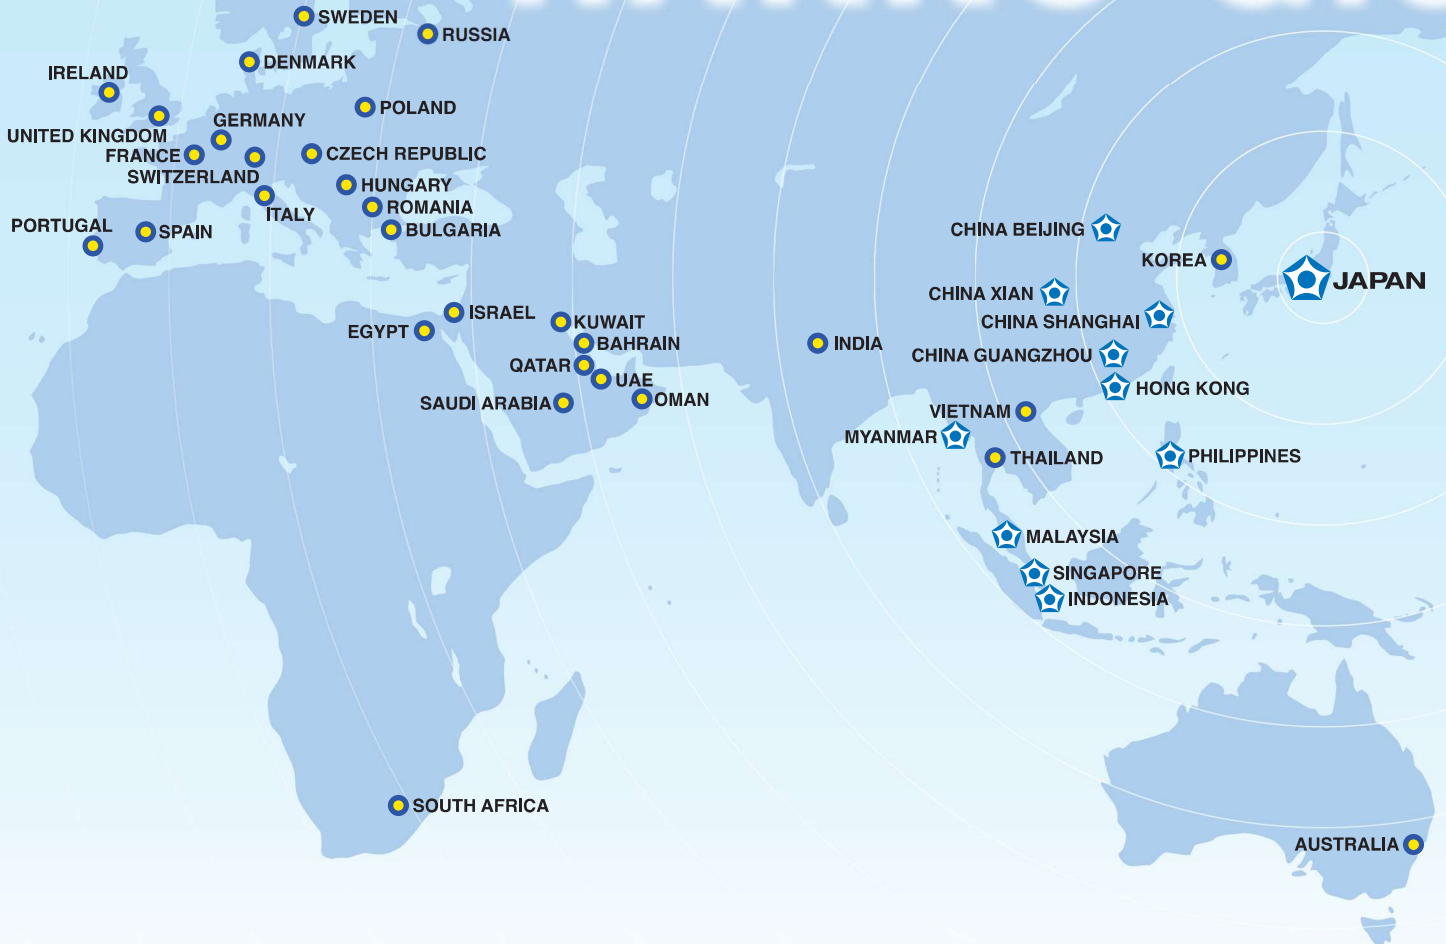 SWEDEN
RUSSIA
DENMARK
IRELAND
POLAND
GERMANY
UNITED KINGDOM
FRANCE
CZECH REPUBLIC
SWITZERLAND
HUNGARY
ROMANIA
ITALY
PORTUGAL
SPAIN
BULGARIA
CHINA BEIJING
KOREA
JAPAN
CHINA XIAN
ISRAEL
KUWAIT
CHINA SHANGHAI
EGYPT
BAHRAIN
INDIA
CHINA GUANGZHOU
QATAR
UAE
HONG KONG
SAUDI ARABIA
OMAN
VIETNAM
MYANMAR
THAILAND
PHILIPPINES
MALAYSIA
SINGAPORE
INDONESIA
SOUTH AFRICA
AUSTRALIA